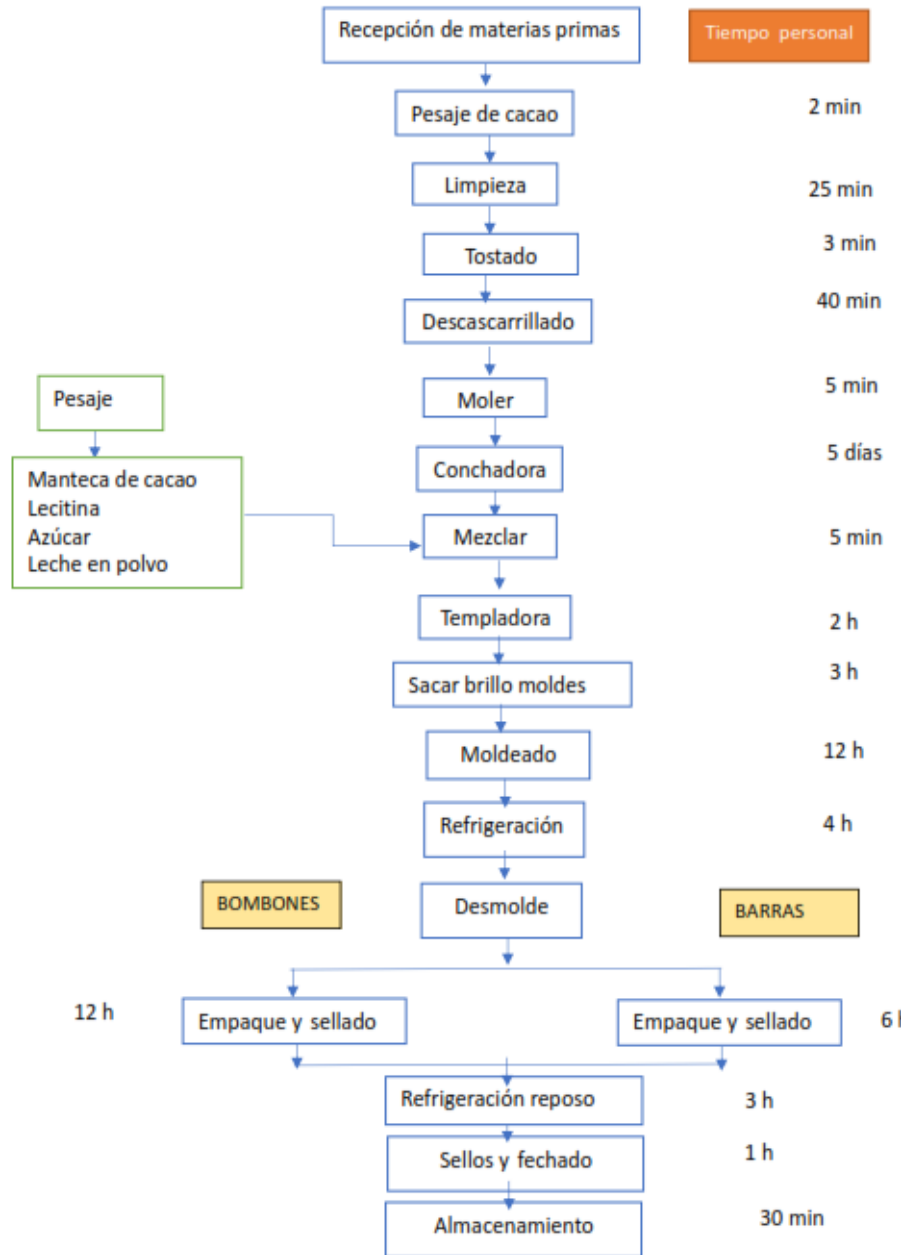 Recepción de materias primas
Tiempo personal
Pesaje de cacao
2 min
Limpieza
25 min
Tostado
3 min
Descascarrillado
40 min
Pesaje
Moler
5 min
Manteca de cacao
Lecitina
Azúcar
Leche en polvo
Conchadora
5 días
Mezclar
5 min
Templadora
2 h
Sacar brillo moldes
3 h
Moldeado
12 h
Refrigeración
4 h
BOMBONES
Desmolde
BARRAS
12 h
Empaque y sellado
Empaque y sellado
6 h
Refrigeración reposo
3 h
Sellos y fechado
1 h
Almacenamiento
30 min